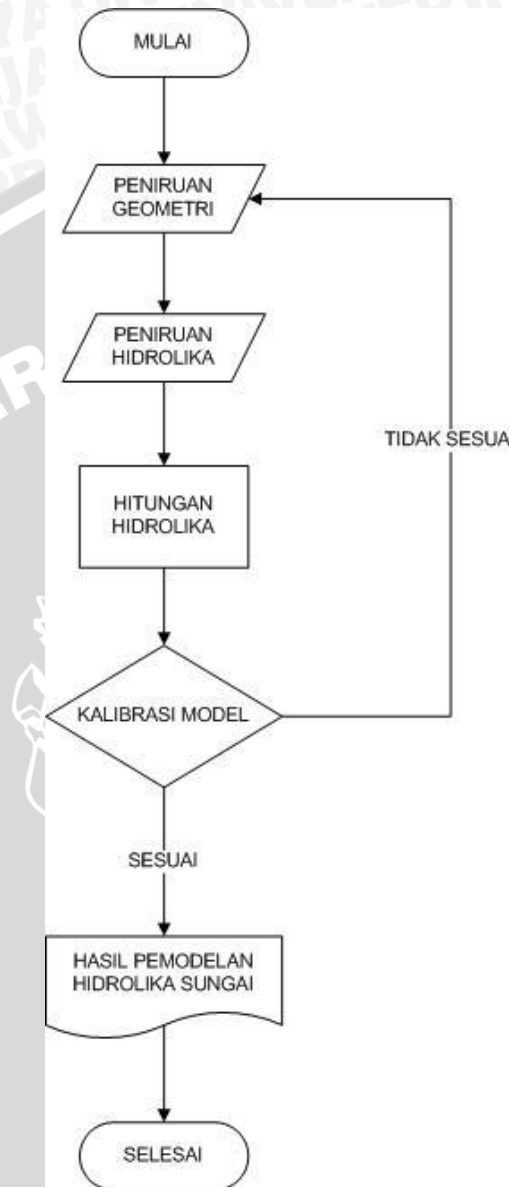 MULAI
PENIRUAN
GEOMETRI
PENIRUAN
HIDROLIKA
TIDAK SESUA
HITUNGAN
HIDROLIKA
KALIBRASI MODEL
SESUAI
HASIL PEMODELAN
HIDROLIKA SUNGAI
SELESAI